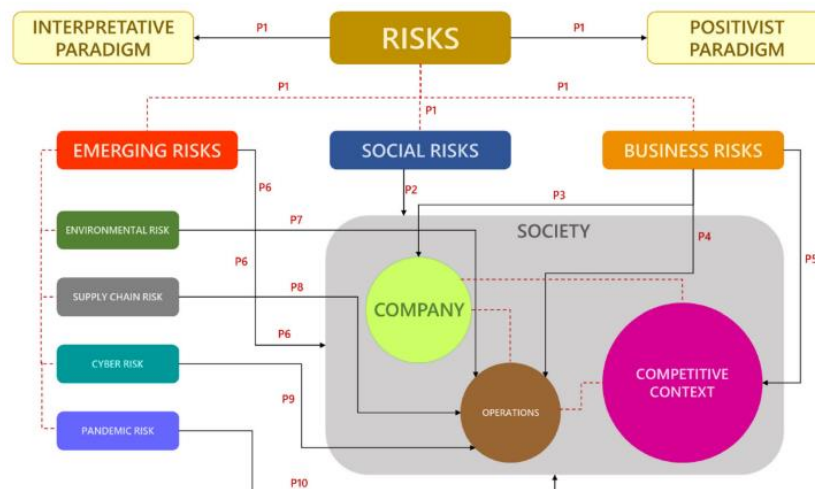 INTERPRETATIVE
PARADIGM
P1
RISKS
P1
POSITIVIST
PARADIGM
P1
P1
P1
EMERGING RISKS
SOCIAL RISKS
BUSINESS RISKS
P6
P2
P3
ENVIRONMENTAL RISK
P7
SOCIETY
P4
P6
P5
SUPPLY CHAIN RISK
P8
COMPANY
P6
CYBER RISK
COMPETITIVE
CONTEXT
P9
OPERATIONS
PANDEMIC RISK
P10